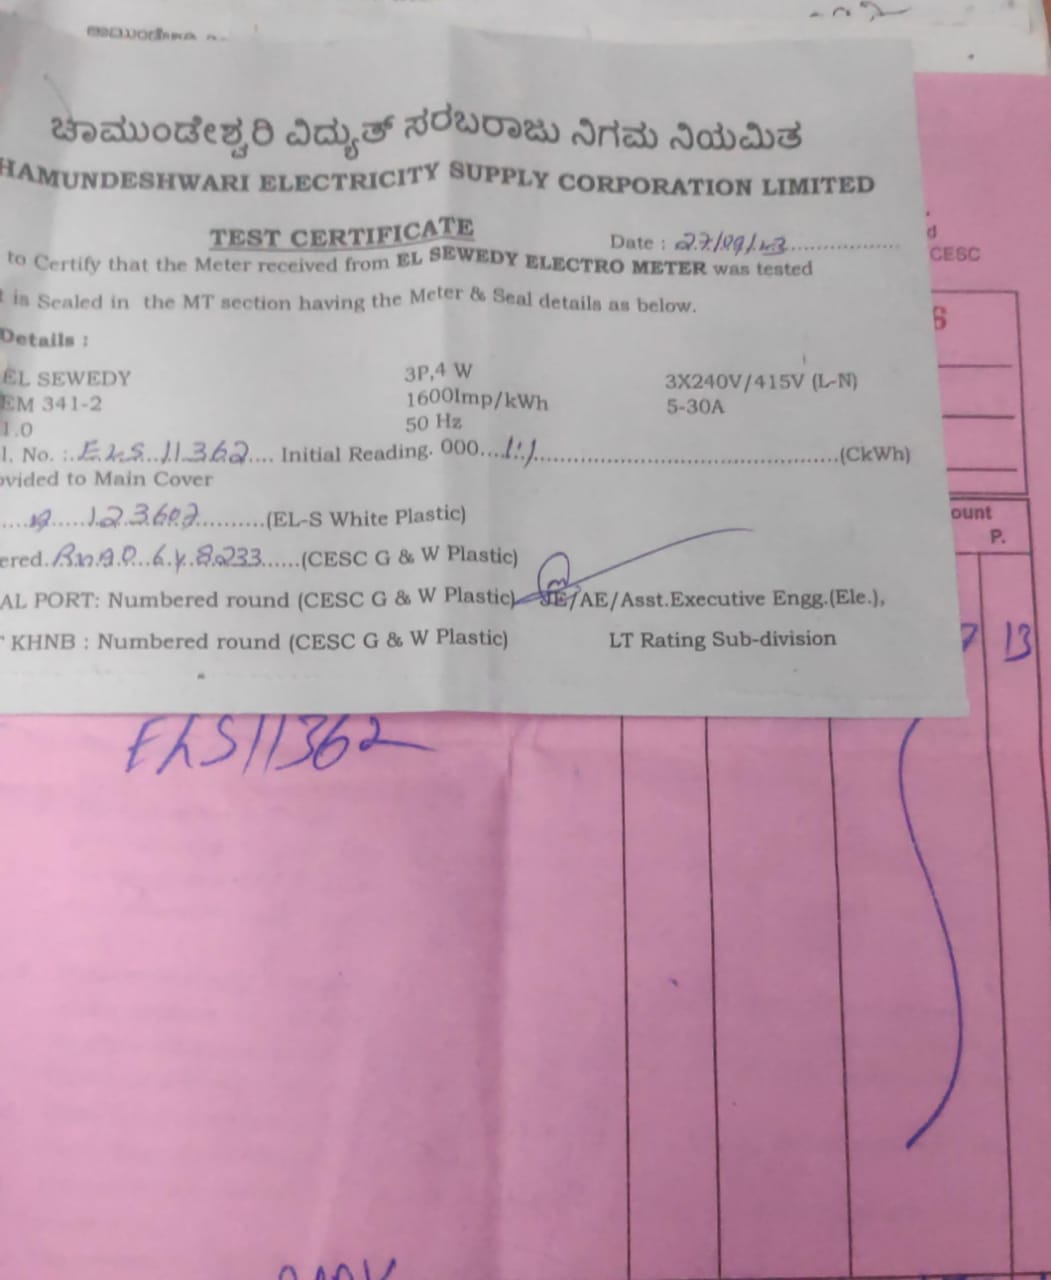 ಚಾಮುಂಡೇಶ್ವರಿ ವಿದ್ಯುತ್ ಸರಬರಾಜು ನಿಗಮ ನಿಯಮಿತ
HAMUNDESHWARI ELECTRICITY SUPPLY CORPORATION LIMITED
TEST CERTIFICATE
Date :
to Certify that the Meter received from EL SEWEDY ELECTRO METER was tested
t is Sealed in the MT section having the Meter & Seal details as below.
Details :
EL SEWEDY 3P,4 W 3X240V/415V (L-N)
EM 341-2 1600Imp/kWh 5-30A
1.0 50 Hz
l. No. :. ELS 11362 .... Initial Reading. 000.... (CkWh)
ovided to Main Cover
(EL-S White Plastic)
ered. (CESC G & W Plastic)
AL PORT: Numbered round (CESC G & W Plastic) JE/AE/Asst.Executive Engg.(Ele.),
KHNB : Numbered round (CESC G & W Plastic) LT Rating Sub-division
d
CESC
6
ount
P.
7 13
ELS11362